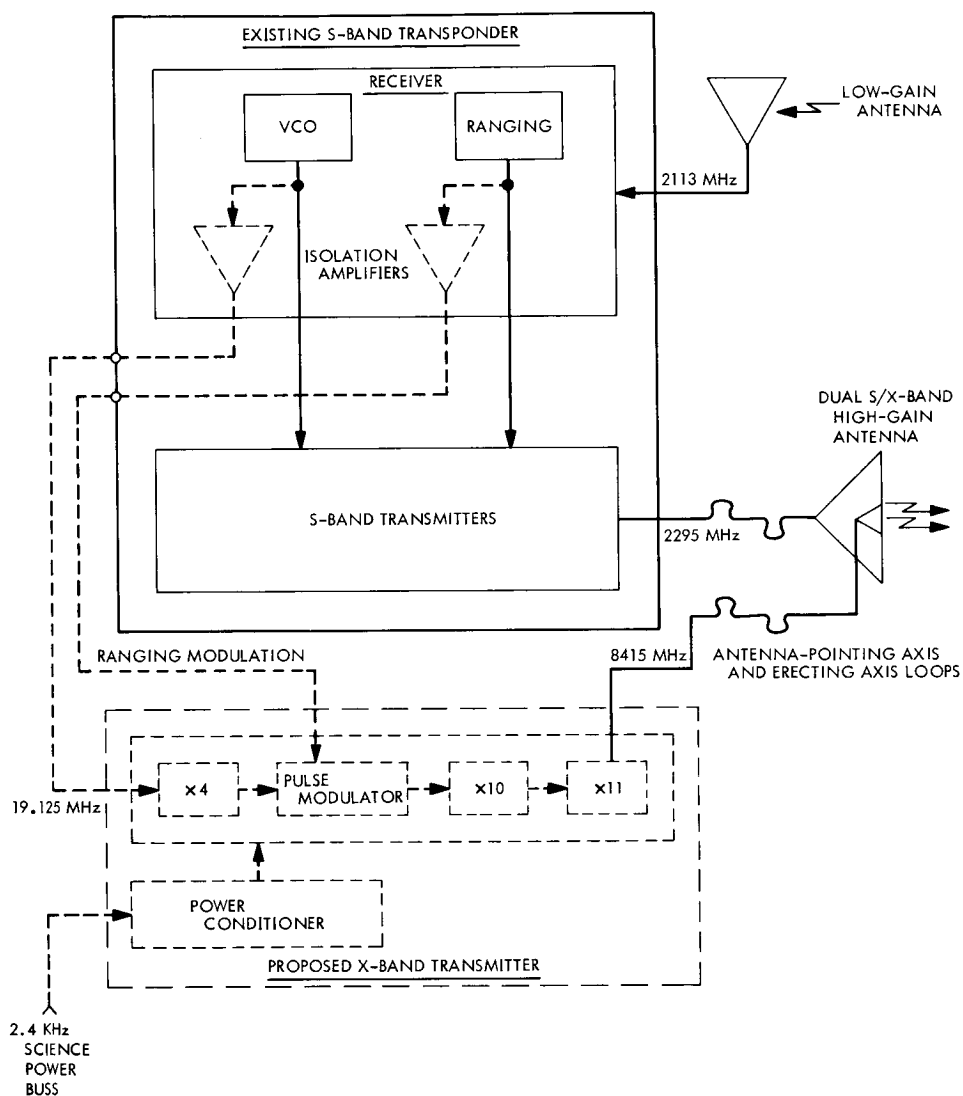 EXISTING S-BAND TRANSPONDER
RECEIVER
VCO
RANGING
LOW-GAIN
ANTENNA
2113 MHz
ISOLATION
AMPLIFIERS
DUAL S/X-BAND
HIGH-GAIN
ANTENNA
S-BAND TRANSMITTERS
2295 MHz
RANGING MODULATION
8415 MHz
ANTENNA-POINTING AXIS
AND ERECTING AXIS LOOPS
×4
PULSE
MODULATOR
×10
×11
19.125 MHz
POWER
CONDITIONER
PROPOSED X-BAND TRANSMITTER
2.4 KHz
SCIENCE
POWER
BUSS